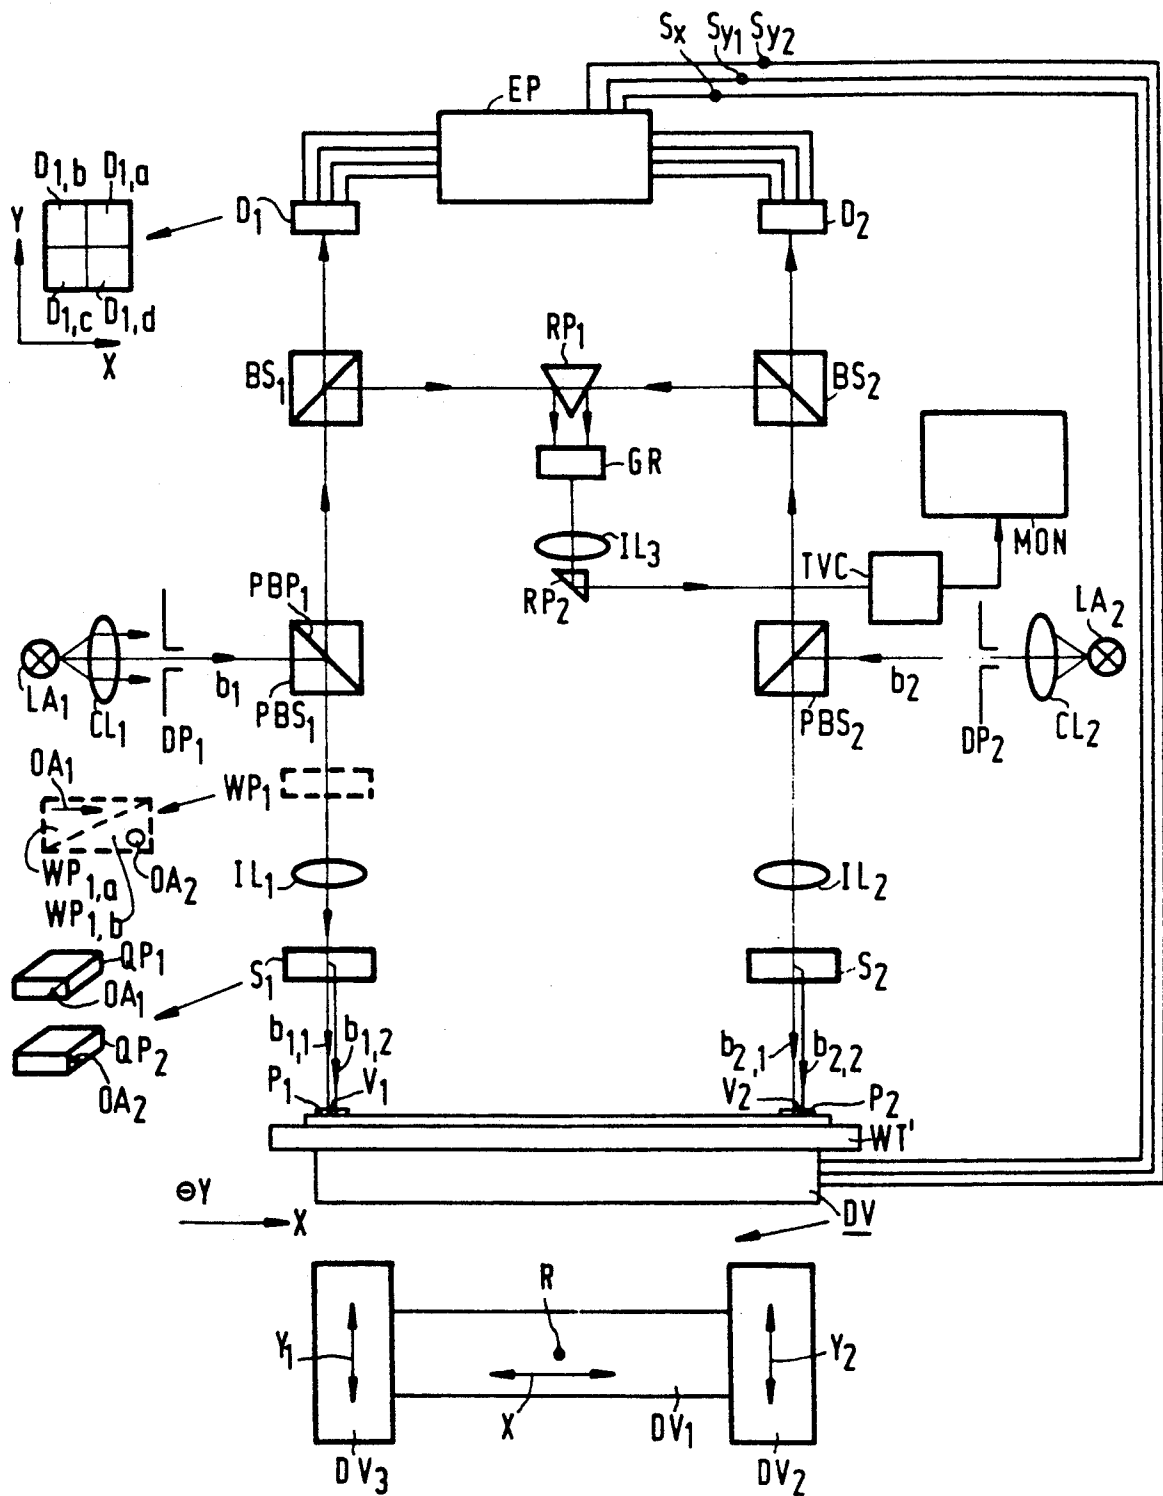 Sx Sy1 Sy2
EP
D1,b D1,a
Y D1 D2
D1,c D1,d
X
RP1
BS1 BS2
GR
MON
IL3
TVC
PBP1 RP2 LA2
LA1 CL1 b1 b2
DP1 PBS1 PBS2 DP2 CL2
OA1
WP1
WP1,a OA2 IL1 IL2
WP1,b
QP1
OA1 S1 S2
QP2 b1,1 b1,2 b2,1 b2,2
OA2 P1 V1 V2 P2
WT'
Y
X DV
R
Y1 Y2
X DV1
DV3 DV2